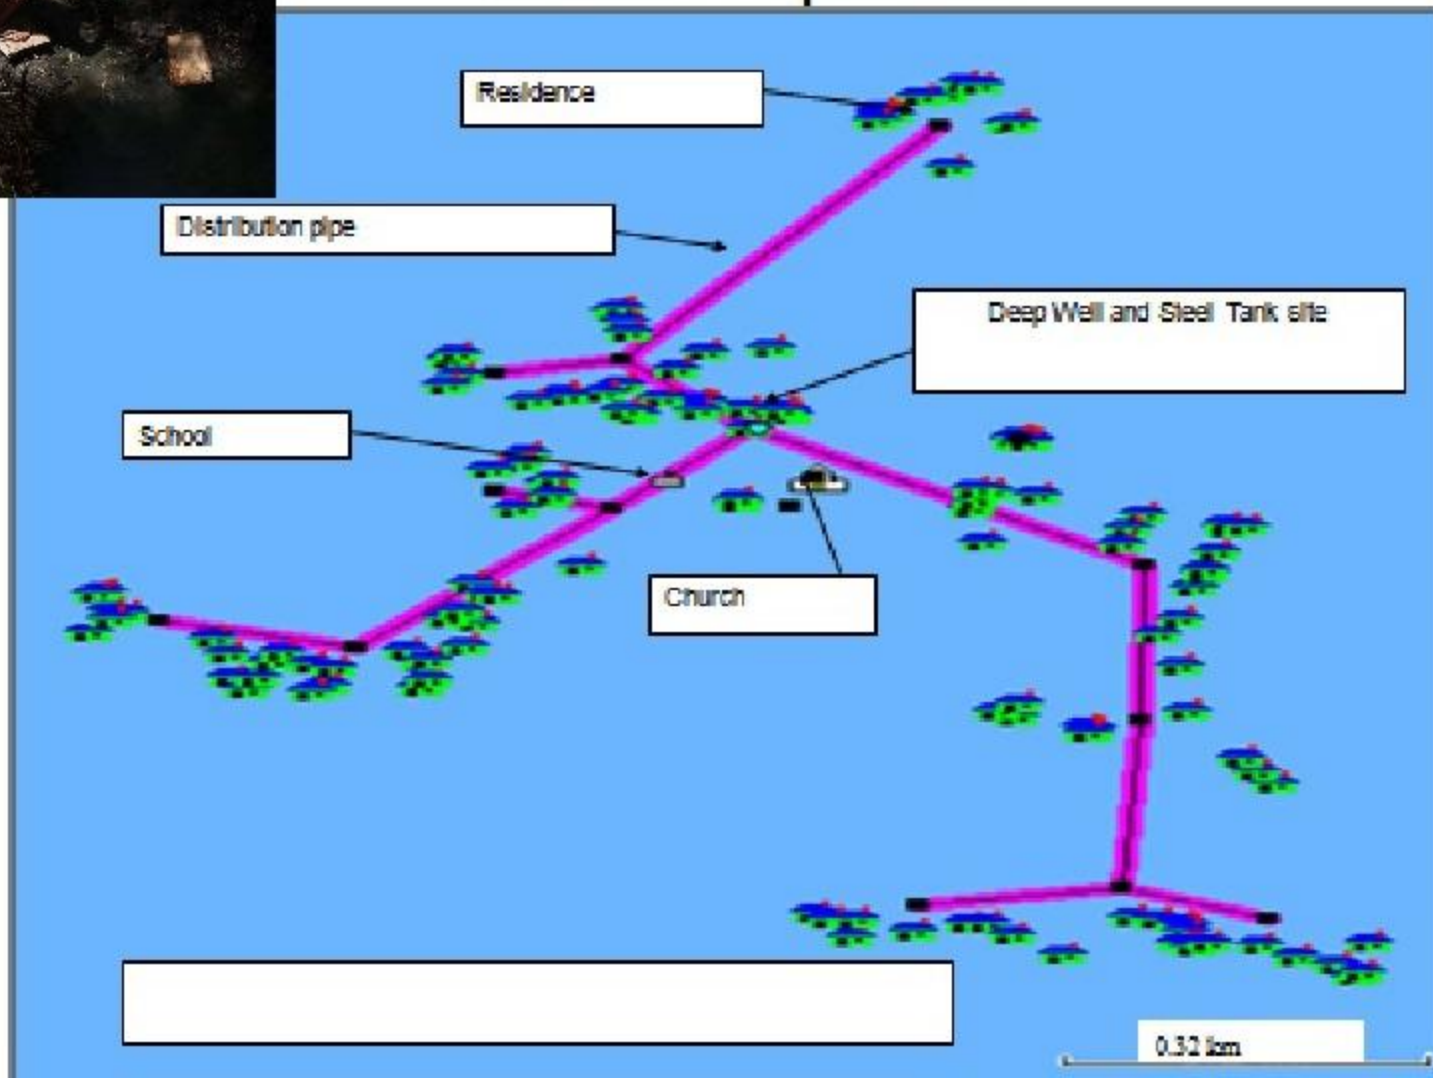 Residence
Distribution pipe
Deep Well and Steel Tank site
School
Church
0.32 km